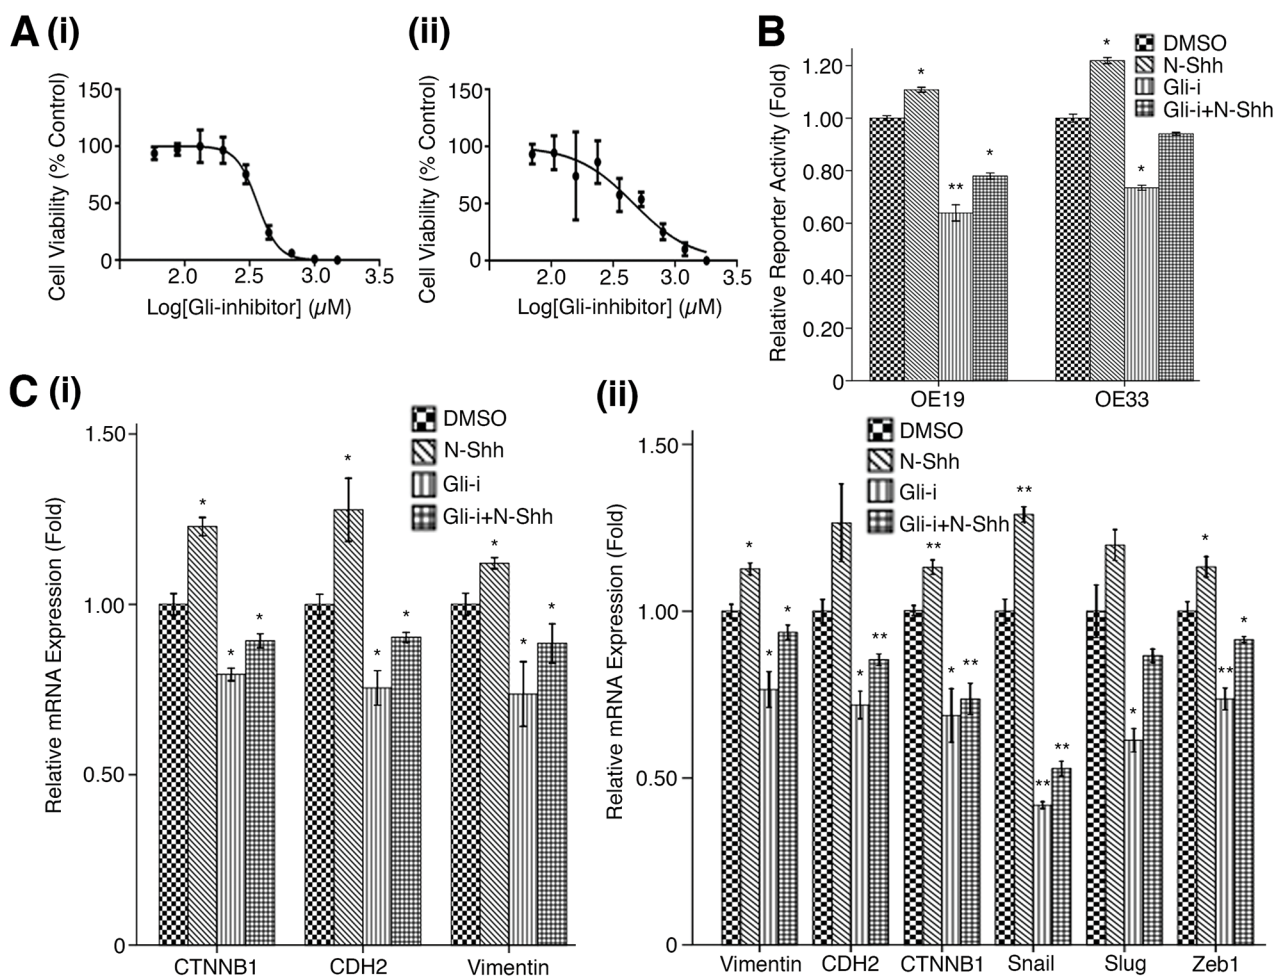 A (i)
Cell Viability (% Control)
150
100
50
0
2.0 2.5 3.0 3.5
Log[Gli-inhibitor] (µM)
(ii)
Cell Viability (% Control)
150
100
50
0
2.0 2.5 3.0 3.5
Log[Gli-inhibitor] (µM)
B
Relative Reporter Activity (Fold)
1.20
1.00
0.80
0.60
0.40
0.20
0
DMSO
N-Shh
Gli-i
Gli-i+N-Shh
* ** * * *
OE19 OE33
C (i)
Relative mRNA Expression (Fold)
1.50
1.00
0.50
0
DMSO
N-Shh
Gli-i
Gli-i+N-Shh
* * * * * * * * *
CTNNB1 CDH2 Vimentin
(ii)
Relative mRNA Expression (Fold)
1.50
1.00
0.50
0
DMSO
N-Shh
Gli-i
Gli-i+N-Shh
* * * * ** ** * ** ** ** ** * * ** *
Vimentin CDH2 CTNNB1 Snail Slug Zeb1